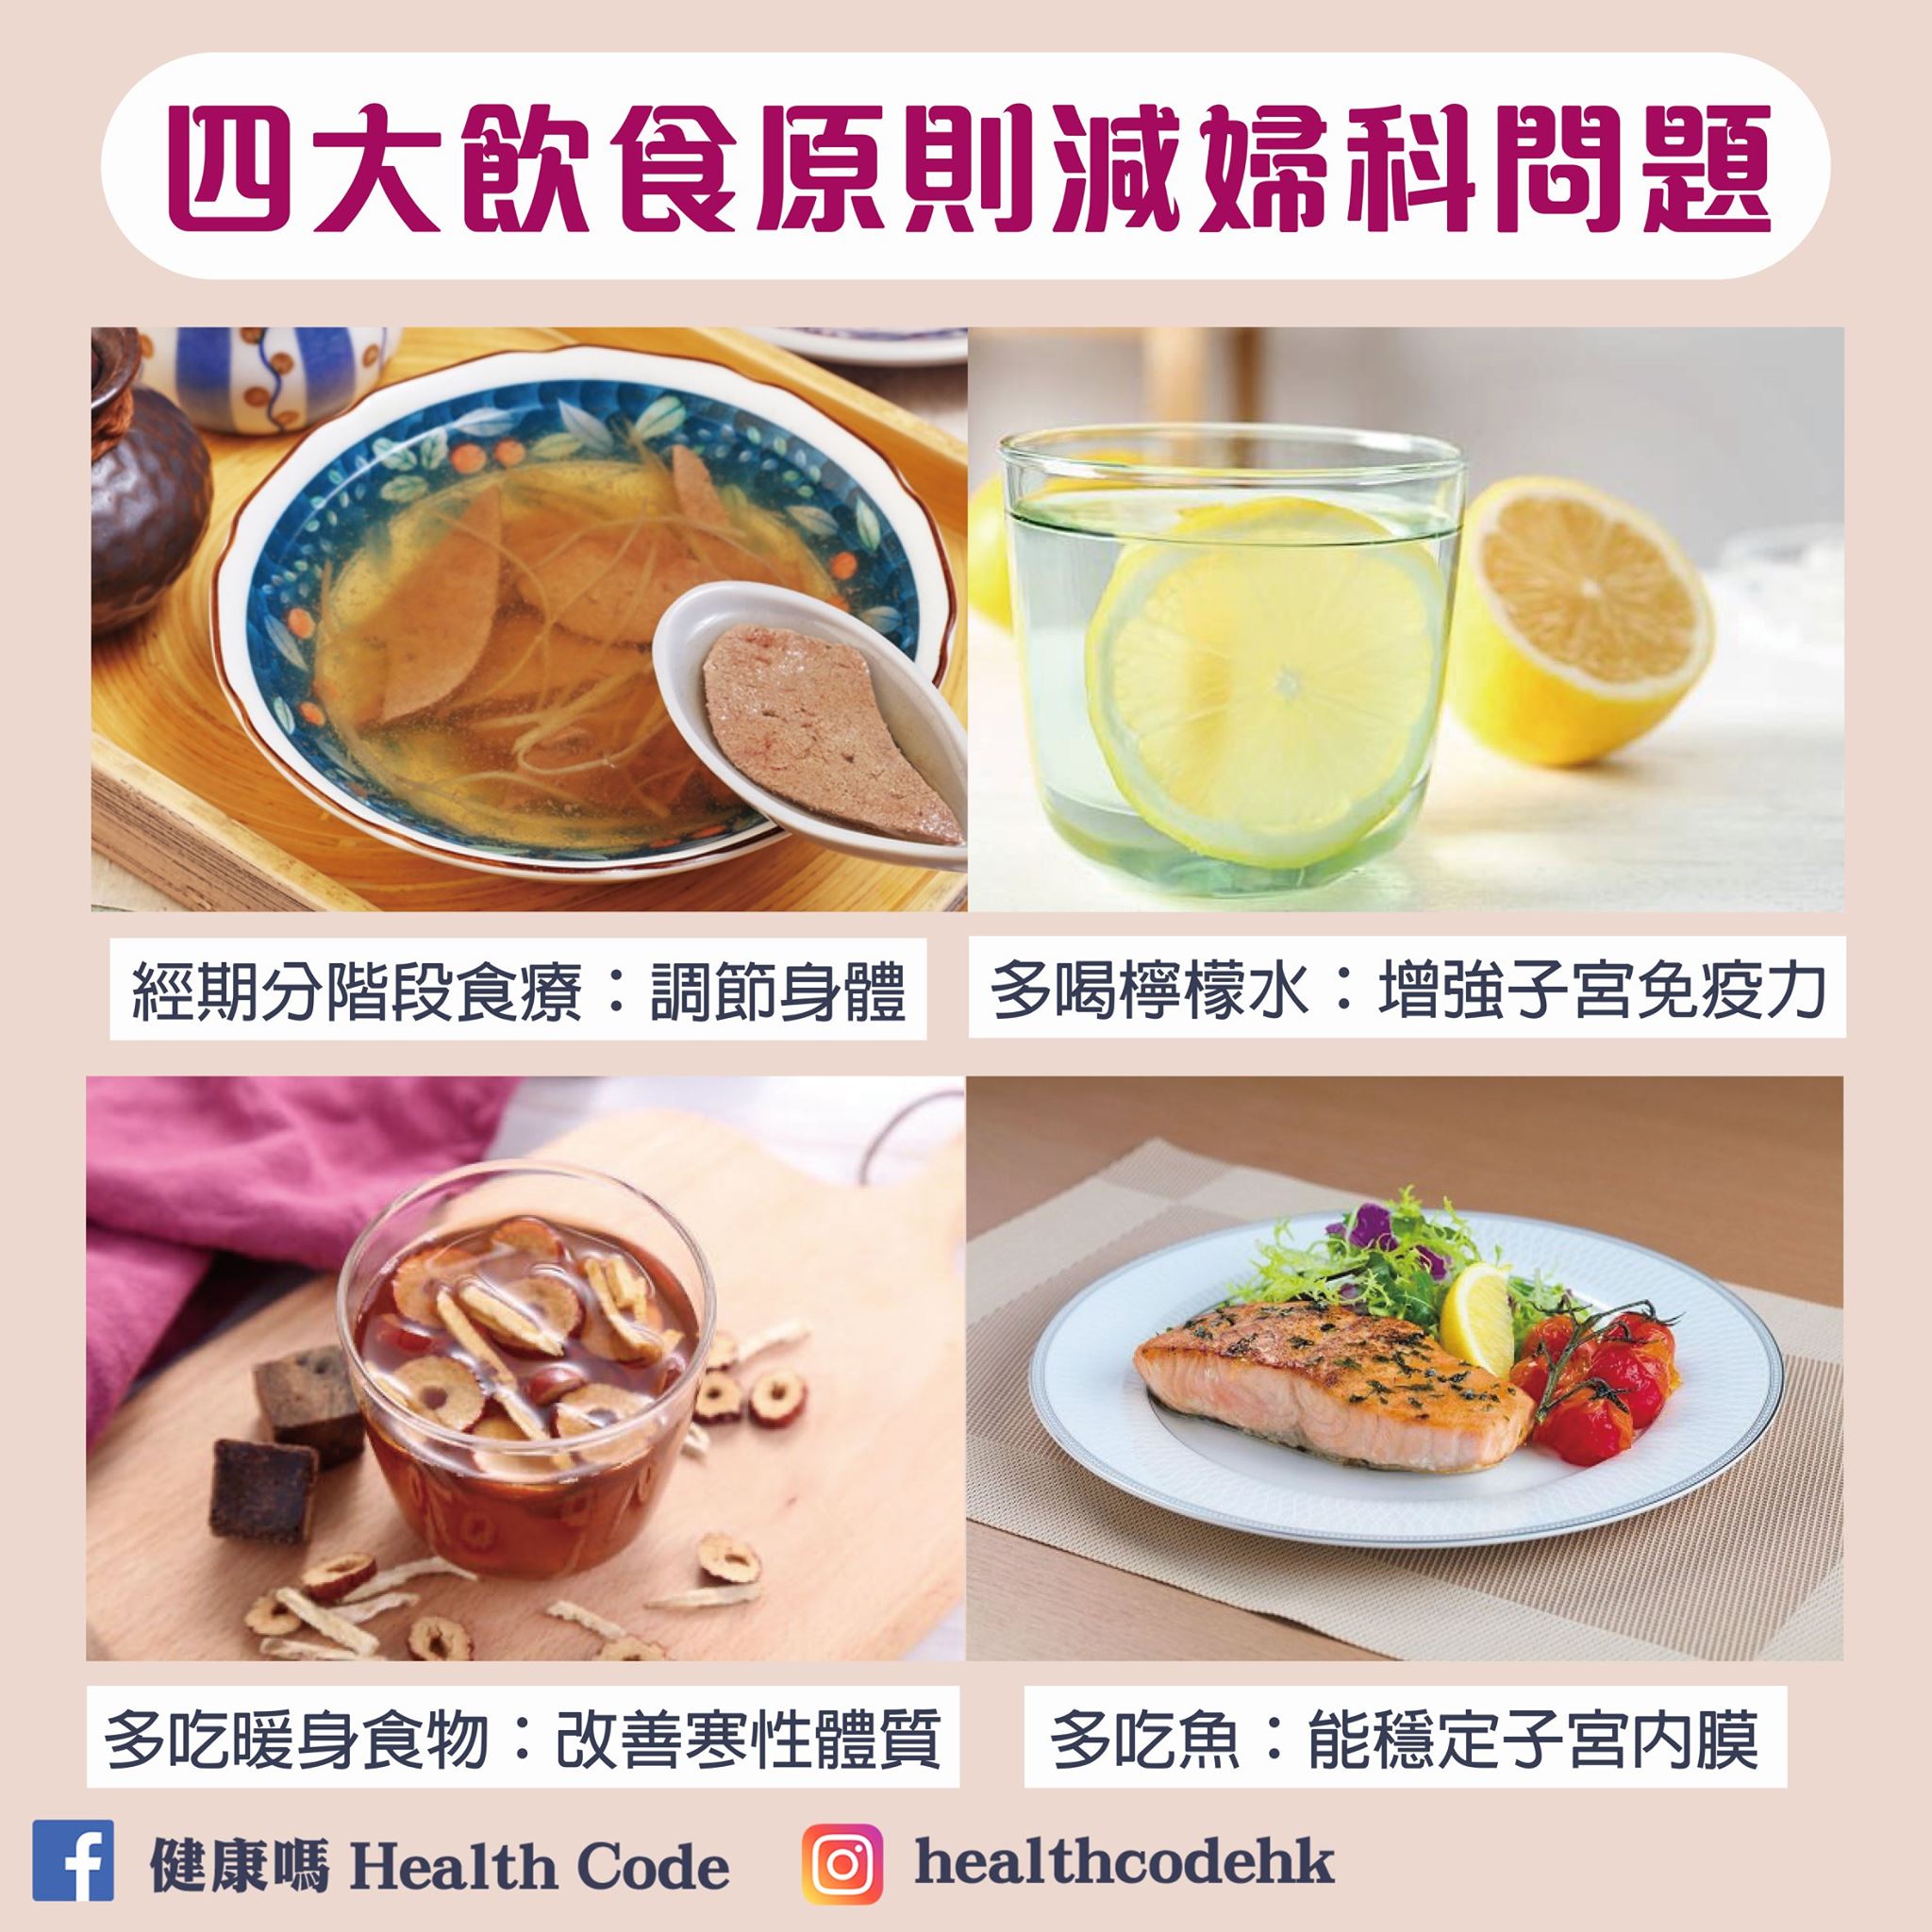 四大飲食原則減婦科問題
經期分階段食療：調節身體
多喝檸檬水：增強子宮免疫力
多吃暖身食物：改善寒性體質
多吃魚：能穩定子宮内膜
健康嗎 Health Code
healthcodehk